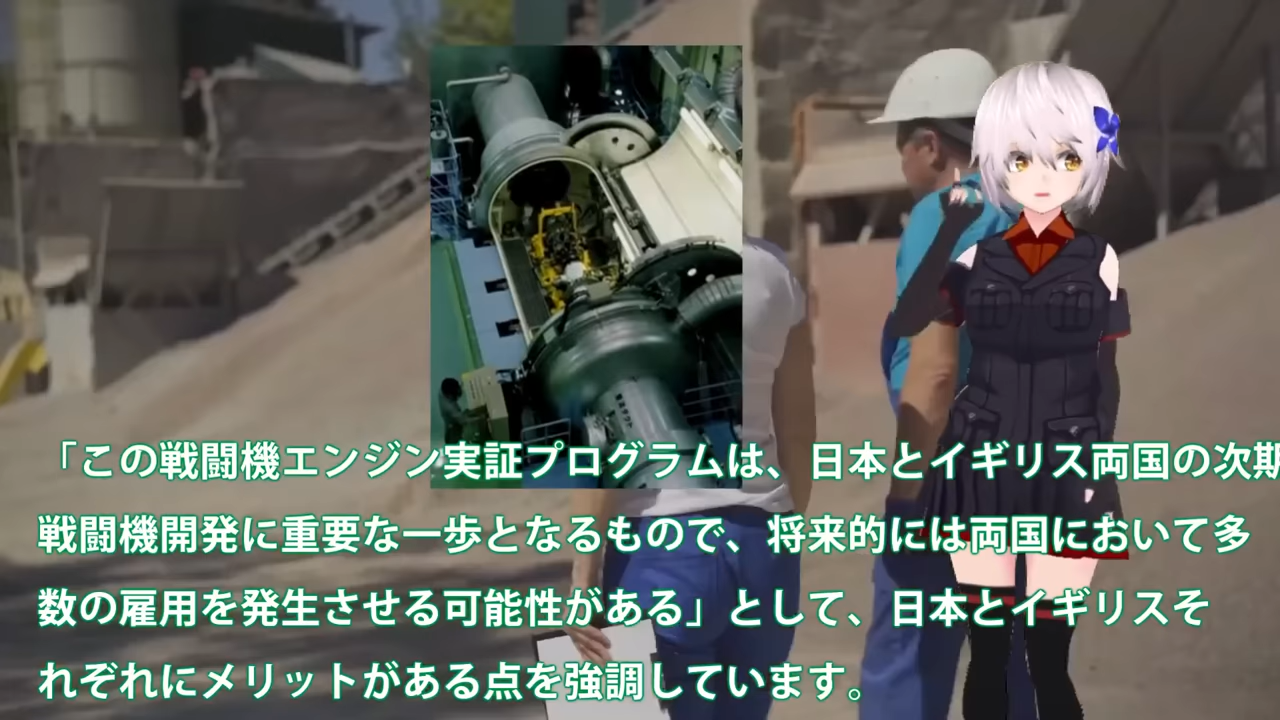 「この戦闘機エンジン実証プログラムは、日本とイギリス両国の次期
戦闘機開発に重要な一歩となるもので、将来的には両国において多
数の雇用を発生させる可能性がある」として、日本とイギリスそ
れぞれにメリットがある点を強調しています。